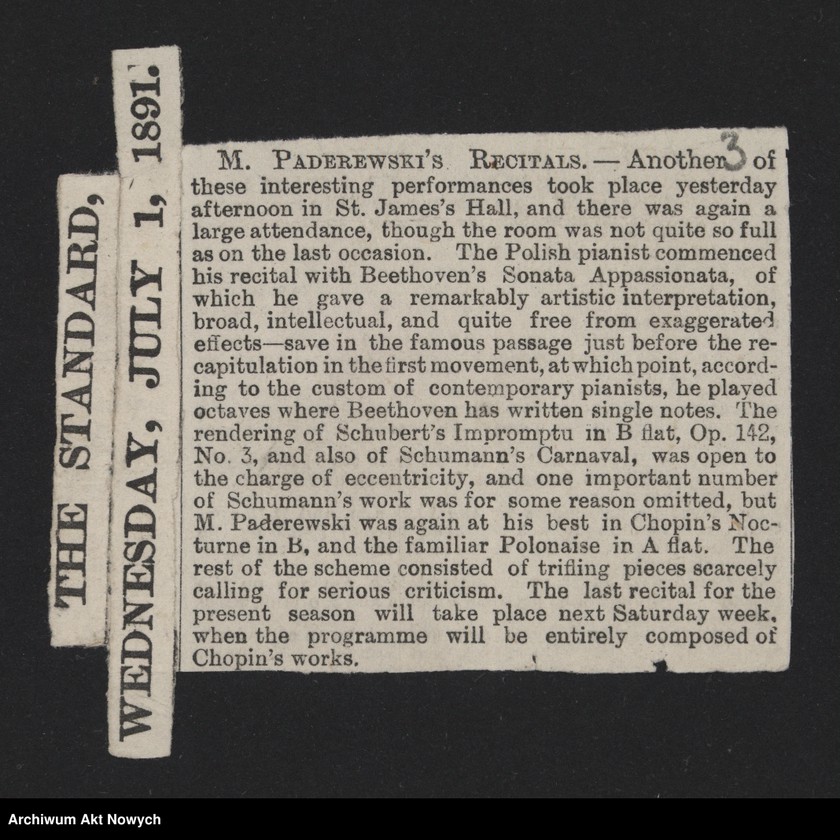 THE STANDARD,
WEDNESDAY, JULY 1, 1891.
3
M. PADEREWSKI'S RECITALS. — Another of
these interesting performances took place yesterday
afternoon in St. James's Hall, and there was again a
large attendance, though the room was not quite so full
as on the last occasion. The Polish pianist commenced
his recital with Beethoven's Sonata Appassionata, of
which he gave a remarkably artistic interpretation,
broad, intellectual, and quite free from exaggerated
effects—save in the famous passage just before the re-
capitulation in the first movement, at which point, accord-
ing to the custom of contemporary pianists, he played
octaves where Beethoven has written single notes. The
rendering of Schubert's Impromptu in B flat, Op. 142,
No. 3, and also of Schumann's Carnaval, was open to
the charge of eccentricity, and one important number
of Schumann's work was for some reason omitted, but
M. Paderewski was again at his best in Chopin's Noc-
turne in B, and the familiar Polonaise in A flat. The
rest of the scheme consisted of trifling pieces scarcely
calling for serious criticism. The last recital for the
present season will take place next Saturday week,
when the programme will be entirely composed of
Chopin's works.
Archiwum Akt Nowych